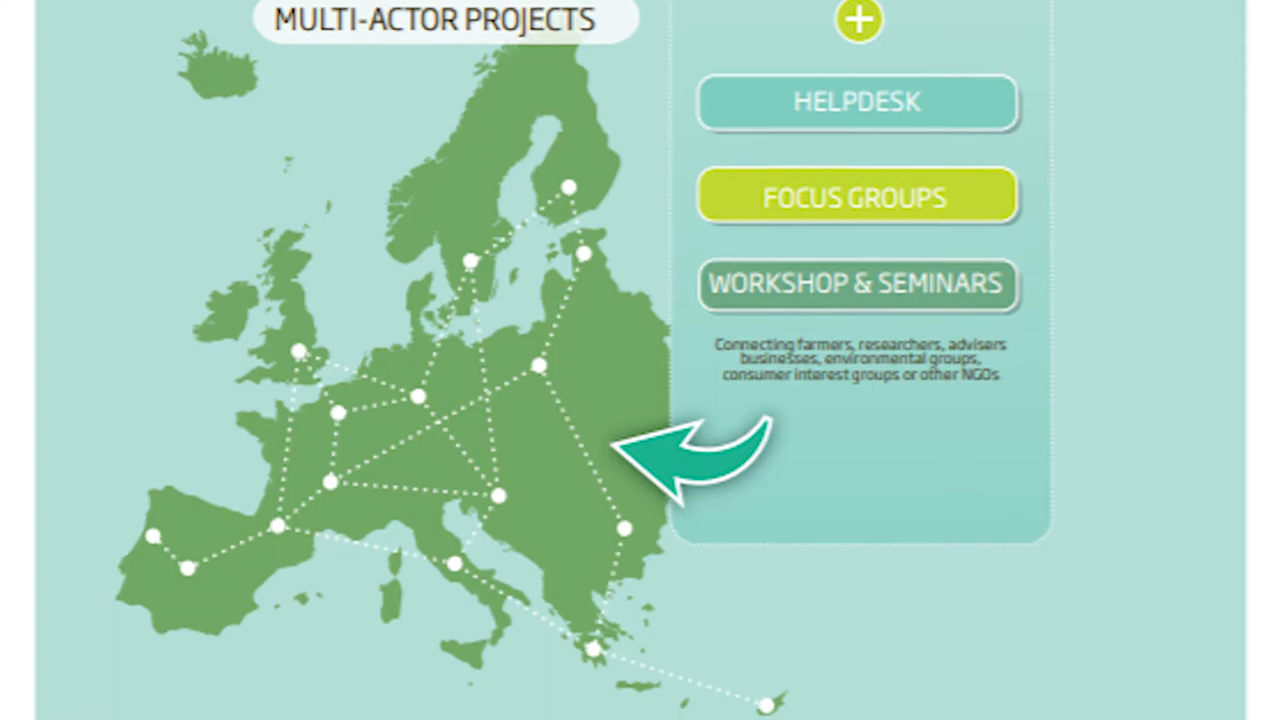 MULTI-ACTOR PROJECTS
+
HELPDESK
FOCUS GROUPS
WORKSHOP & SEMINARS
Connecting farmers, researchers, advisers
businesses, environmental groups,
consumer interest groups or other NGOs